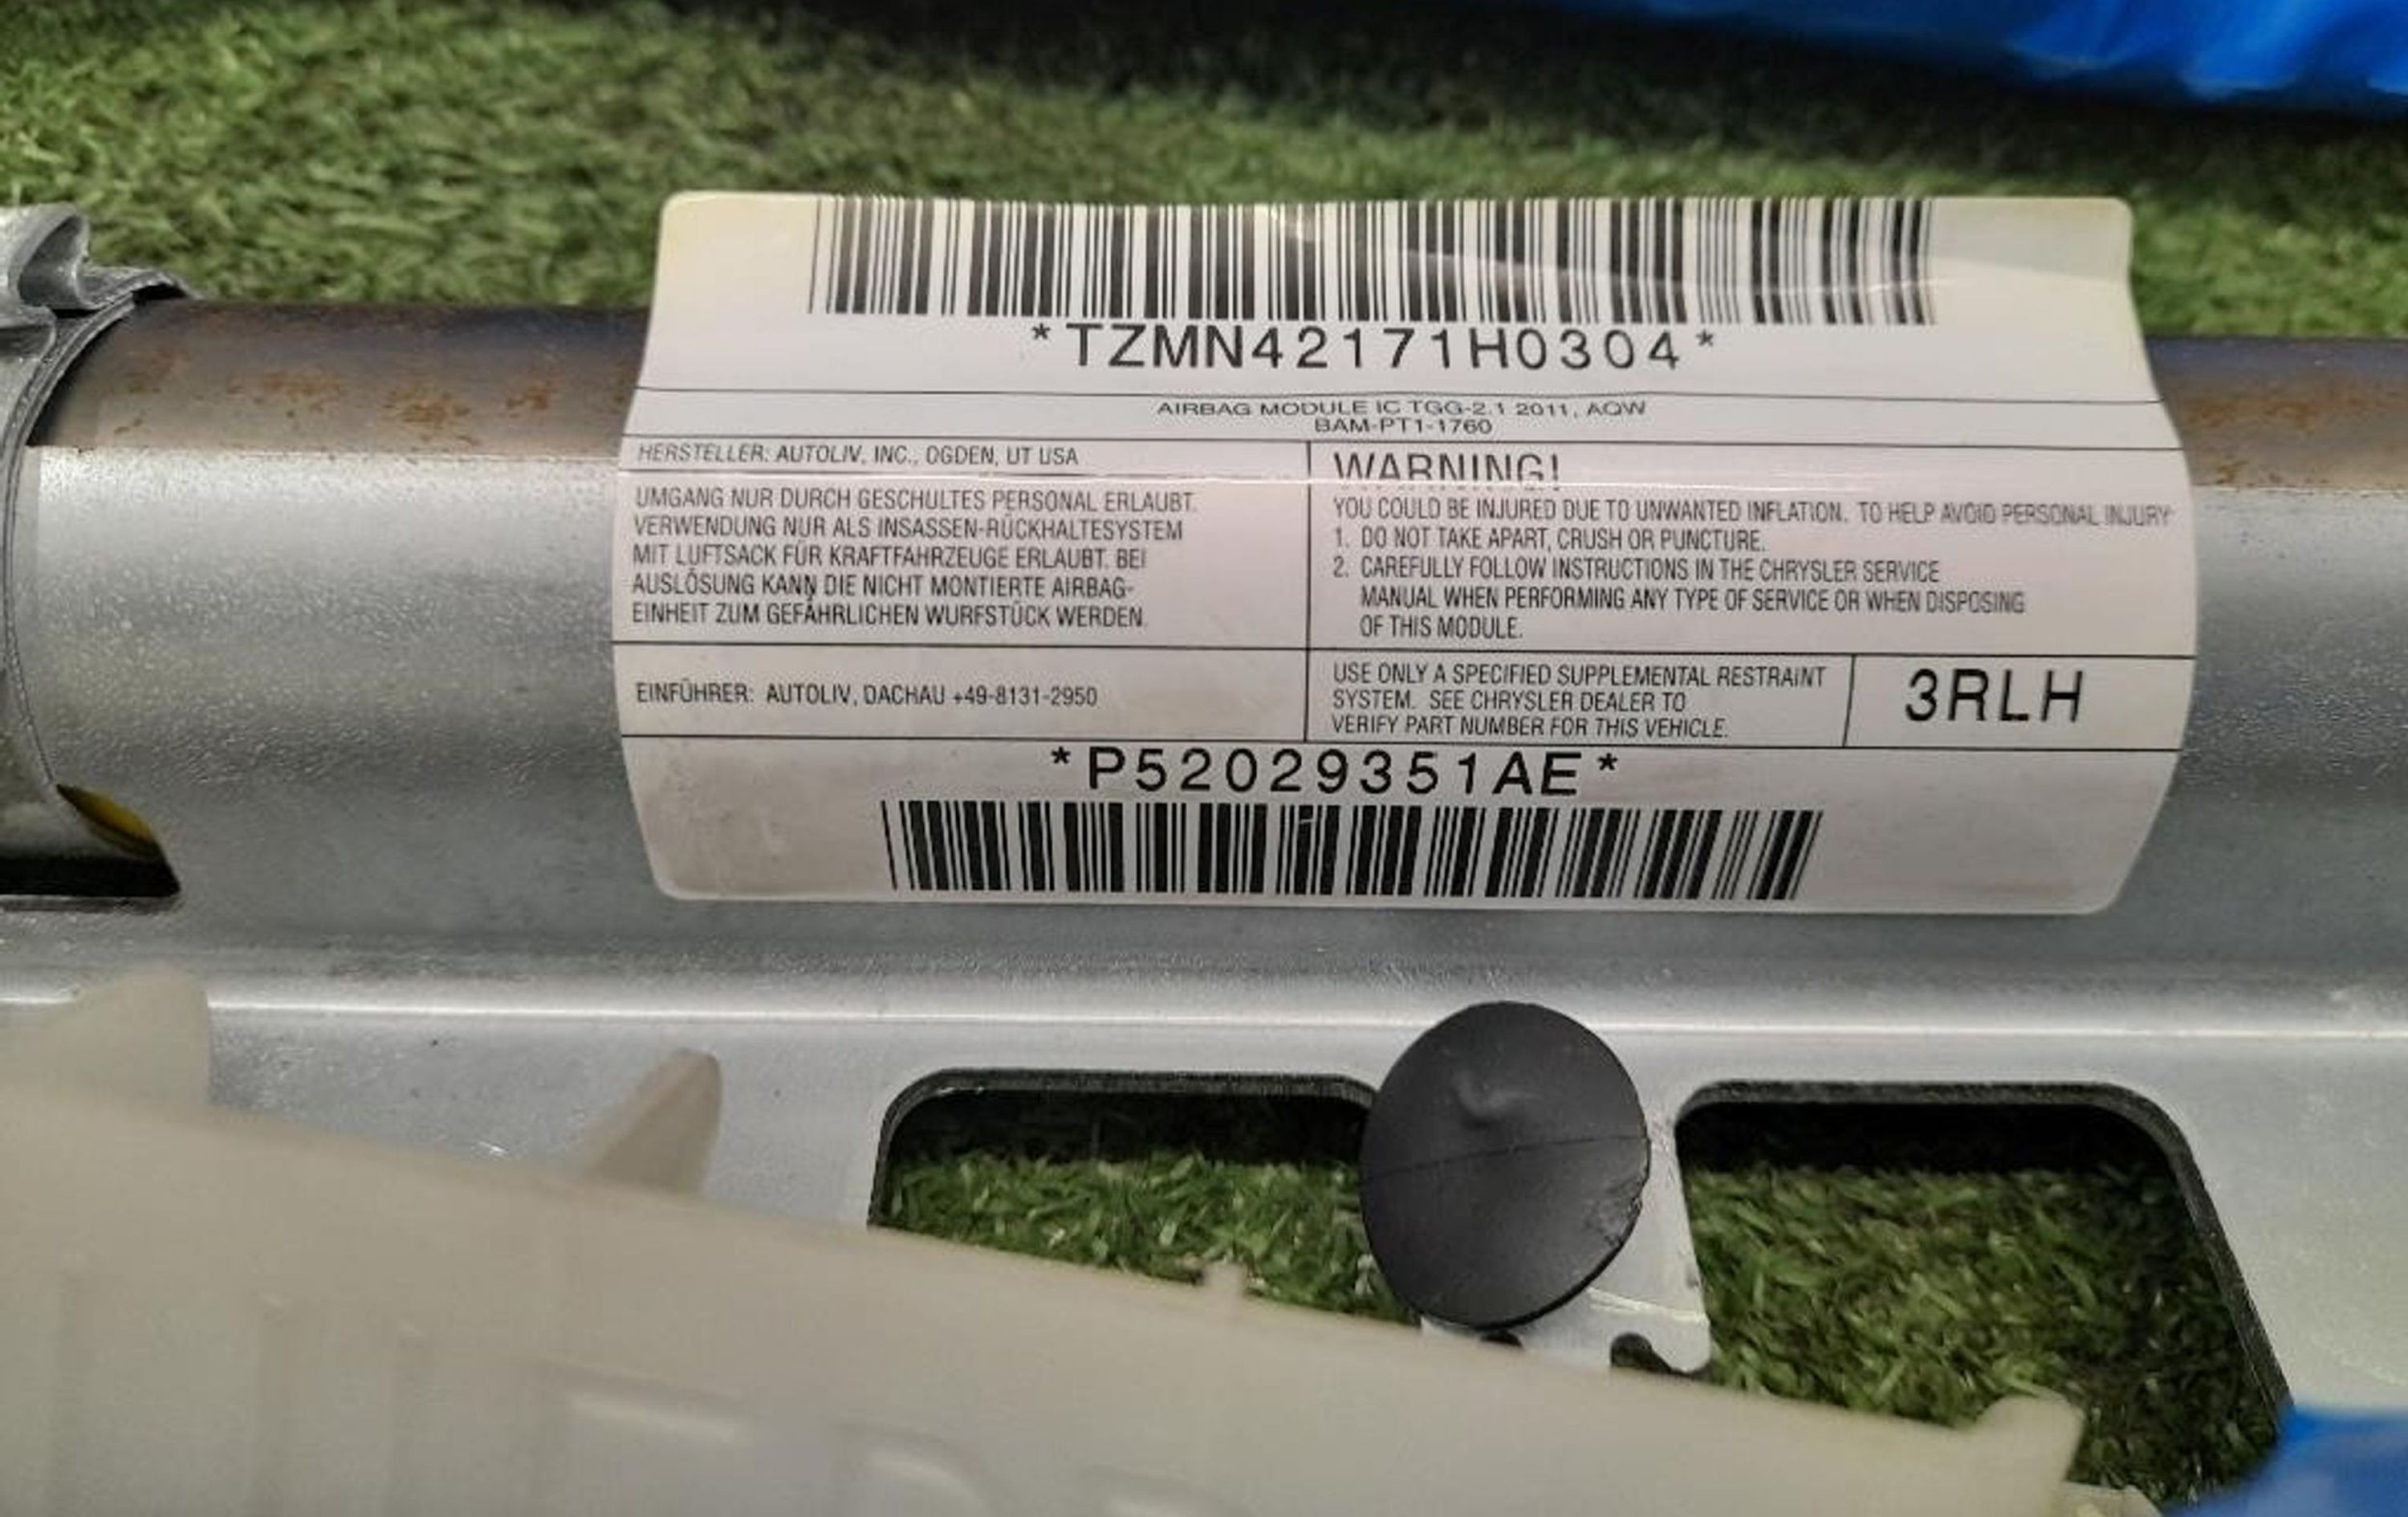 *TZMN42171H0304*
AIRBAG MODULE IC TGG-2.1 2011, AQW
BAM-PT1-1760
HERSTELLER: AUTOLIV, INC., OGDEN, UT USA
UMGANG NUR DURCH GESCHULTES PERSONAL ERLAUBT.
VERWENDUNG NUR ALS INSASSEN-RÜCKHALTESYSTEM
MIT LUFTSACK FÜR KRAFTFAHRZEUGE ERLAUBT. BEI
AUSLÖSUNG KANN DIE NICHT MONTIERTE AIRBAG-
EINHEIT ZUM GEFÄHRLICHEN WURFSTÜCK WERDEN.
EINFÜHRER: AUTOLIV, DACHAU +49-8131-2950
WARNING!
YOU COULD BE INJURED DUE TO UNWANTED INFLATION. TO HELP AVOID PERSONAL INJURY
1. DO NOT TAKE APART, CRUSH OR PUNCTURE.
2. CAREFULLY FOLLOW INSTRUCTIONS IN THE CHRYSLER SERVICE
MANUAL WHEN PERFORMING ANY TYPE OF SERVICE OR WHEN DISPOSING
OF THIS MODULE.
USE ONLY A SPECIFIED SUPPLEMENTAL RESTRAINT
SYSTEM. SEE CHRYSLER DEALER TO
VERIFY PART NUMBER FOR THIS VEHICLE.
3RLH
*P52029351AE*